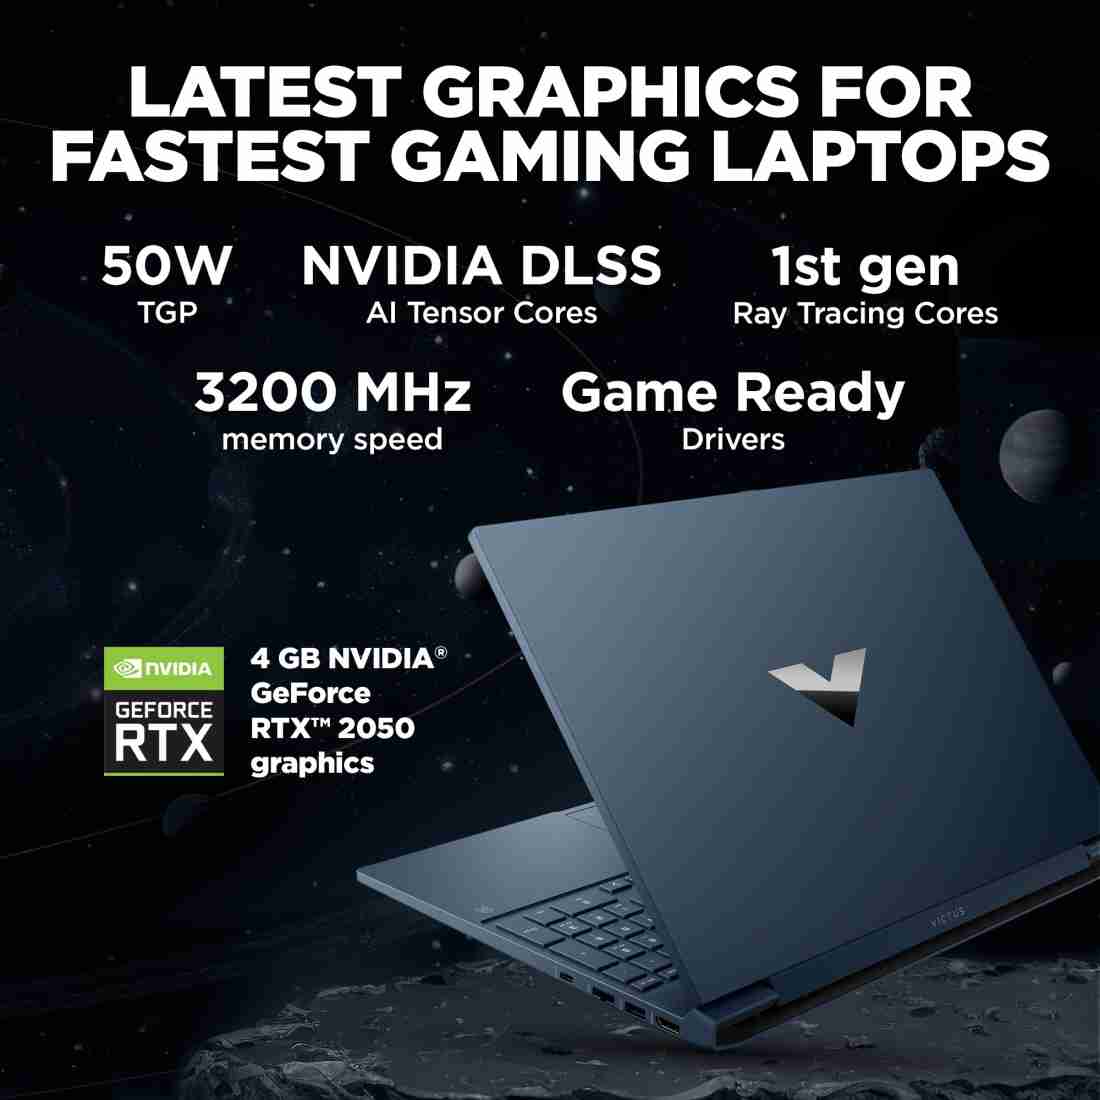 LATEST GRAPHICS FOR
FASTEST GAMING LAPTOPS
50W
TGP
NVIDIA DLSS
AI Tensor Cores
1st gen
Ray Tracing Cores
3200 MHz
memory speed
Game Ready
Drivers
NVIDIA
GEFORCE
RTX
4 GB NVIDIA®
GeForce
RTX™ 2050
graphics
VICTUS